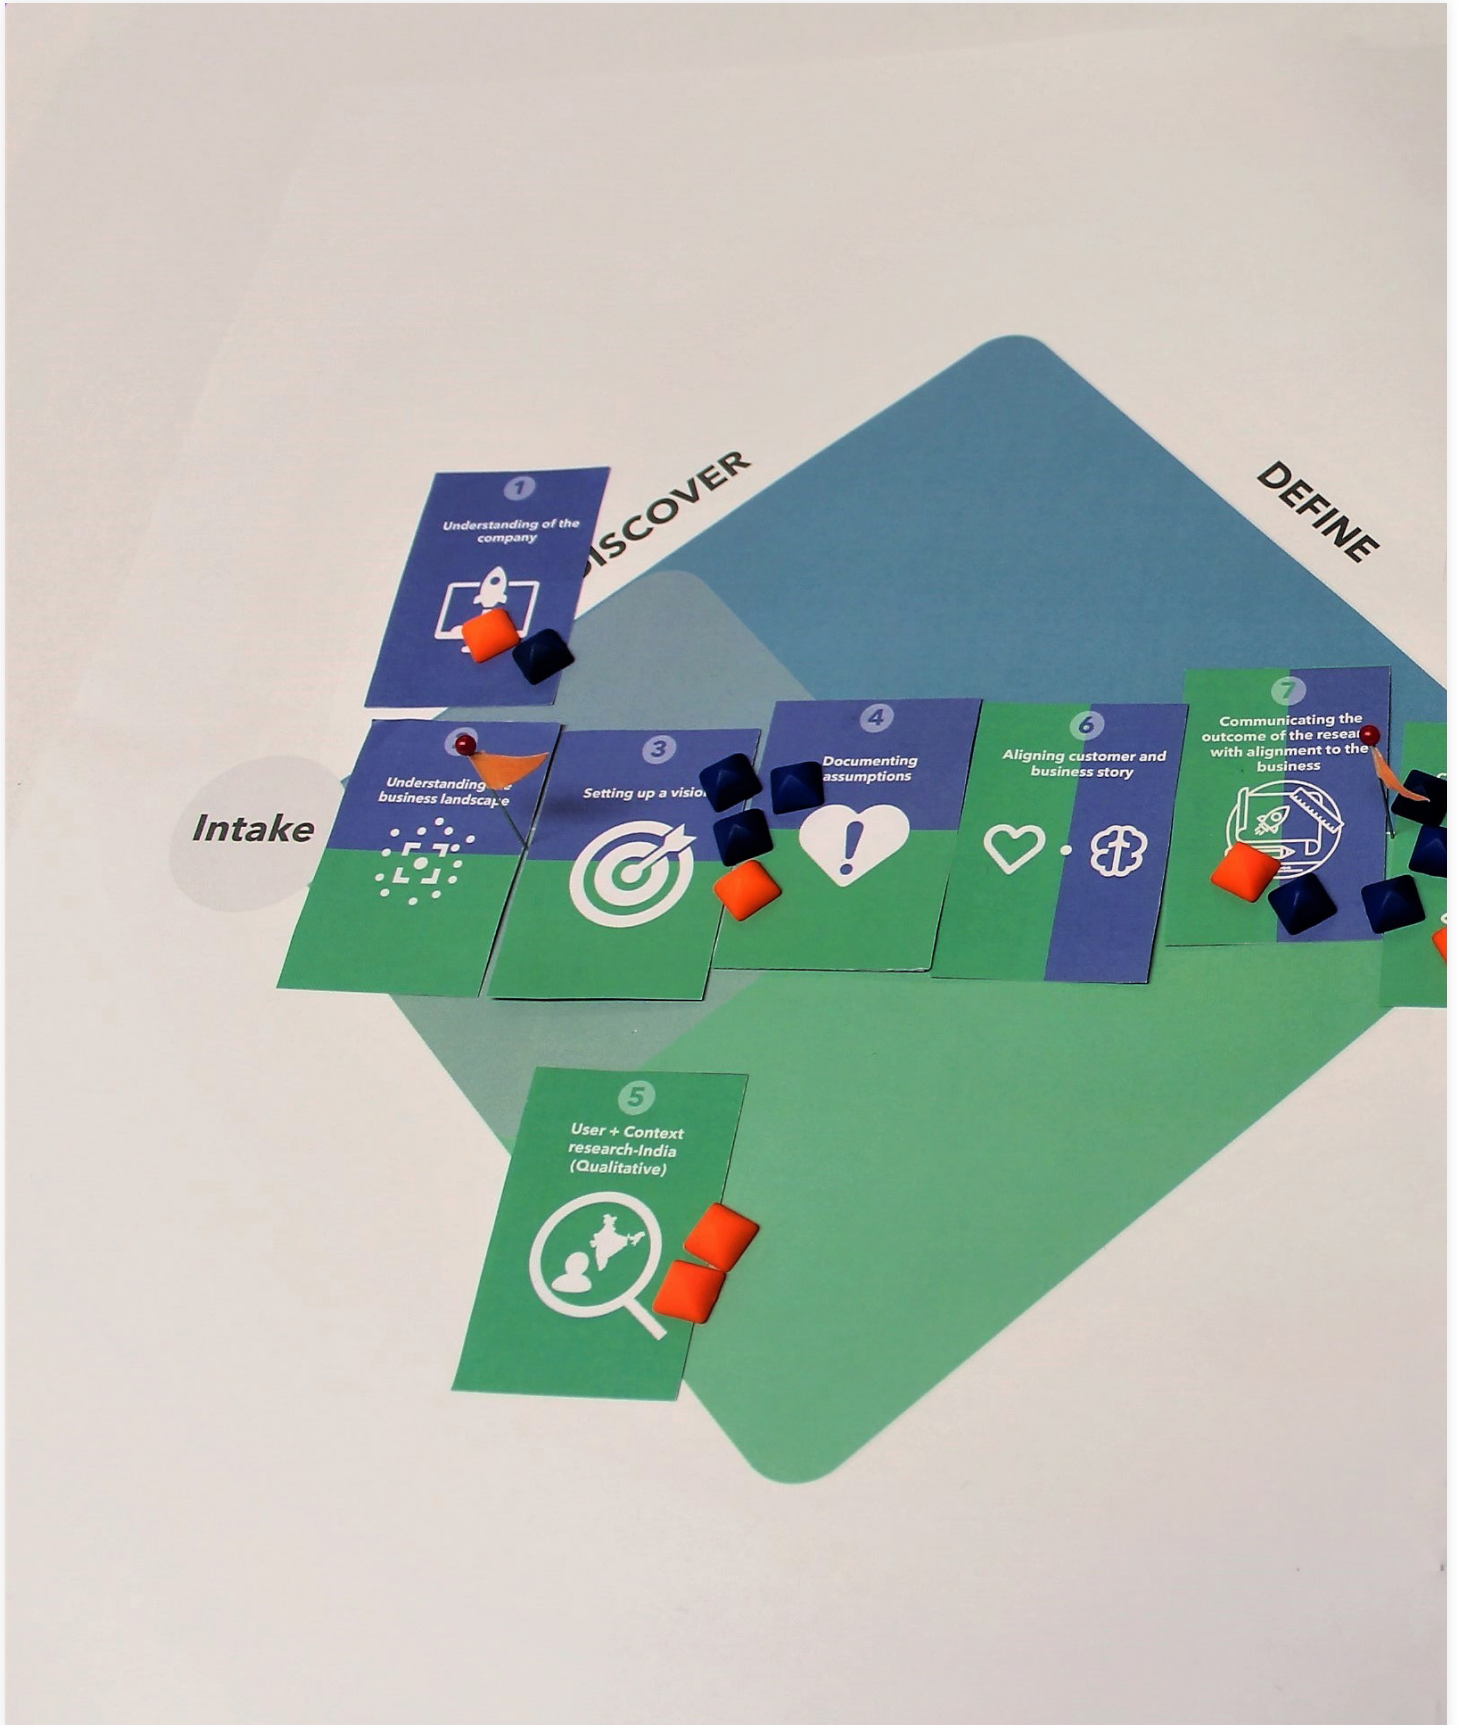 DISCOVER
DEFINE
Intake
1
Understanding of the
company
Understanding
business landscape
3
Setting up a
4
Documenting
assumptions
6
Aligning customer and
business story
7
Communicating the
outcome of the
with alignment to the
business
5
User + Context
research-India
(Qualitative)